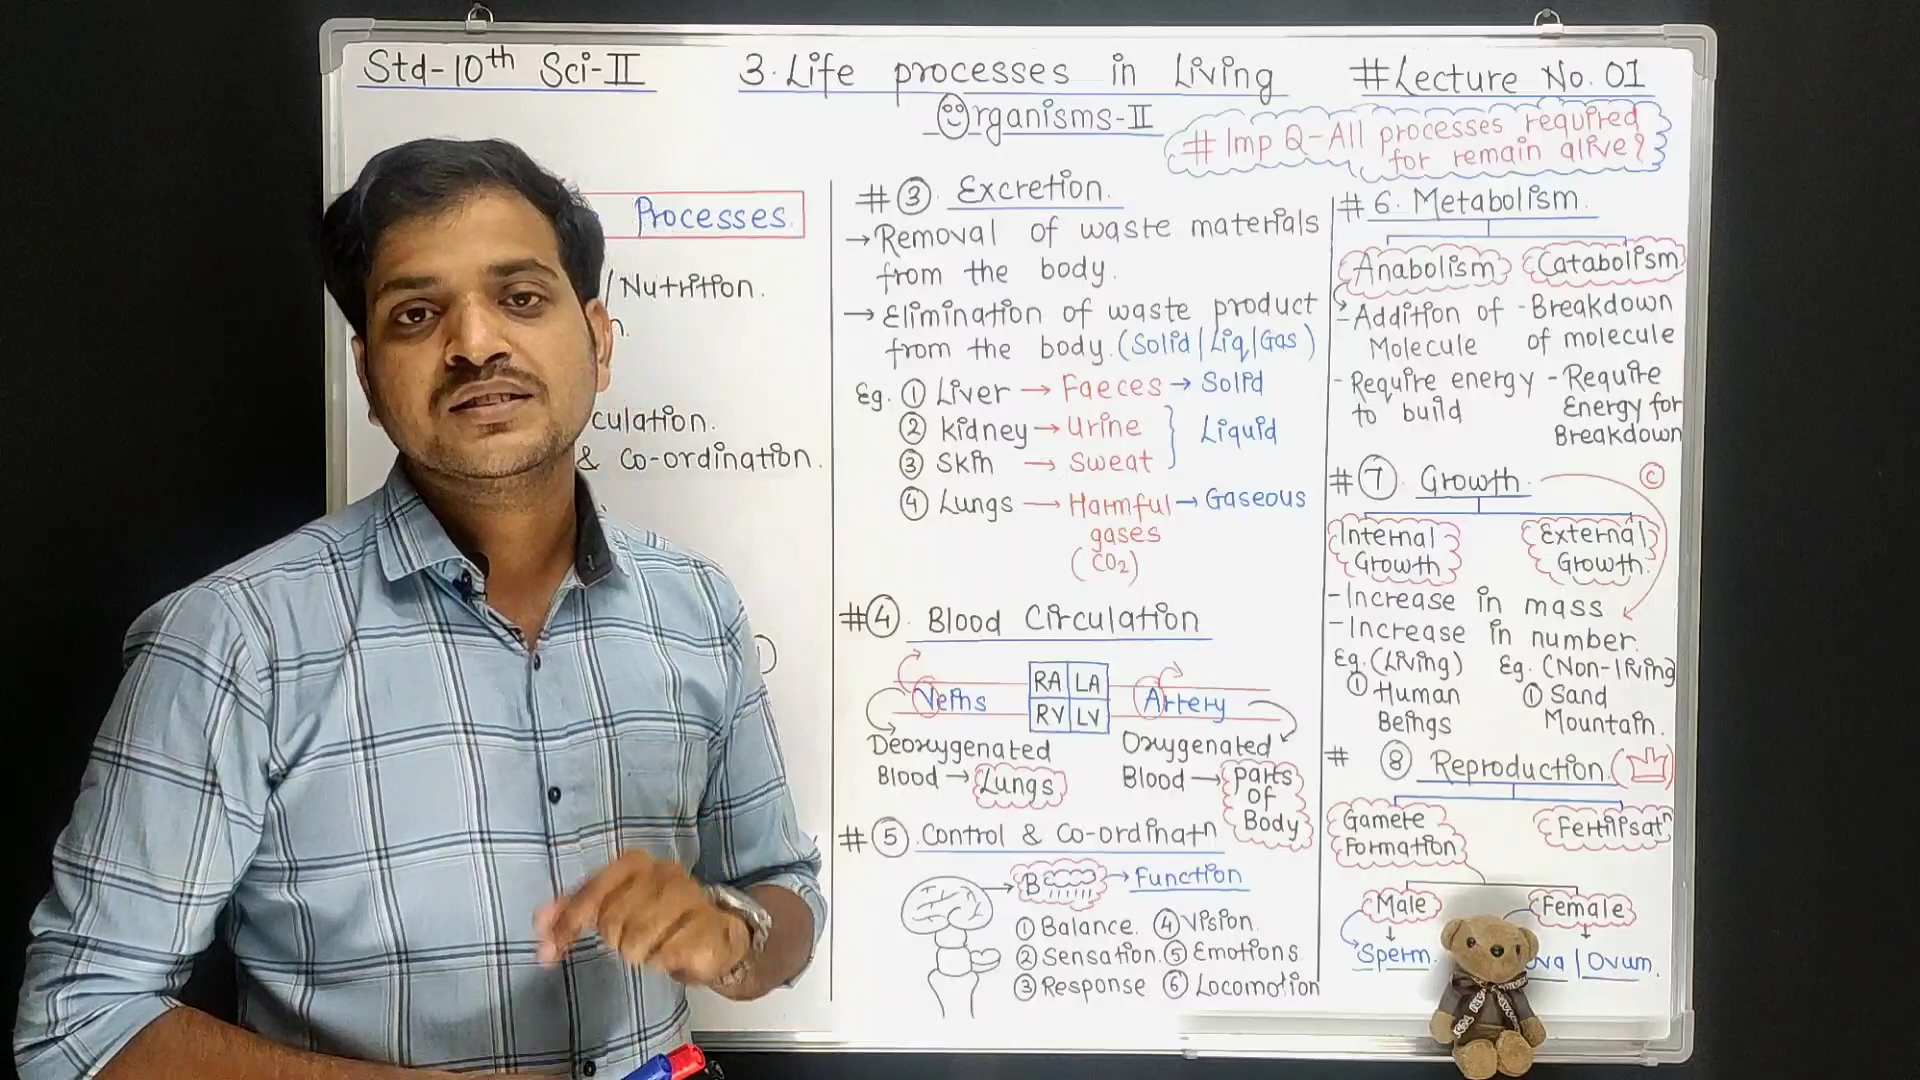 Std-10th Sci-II
3. Life processes in Living
Organisms-II
#Lecture No. 01
# Imp Q-All processes required
for remain alive?
Processes.
/Nutrition.
n.
culation.
& Co-ordination.
# ③ Excretion.
→ Removal of waste materials
from the body.
→ Elimination of waste product
from the body. (Solid/Liq/Gas)
Eg. ① Liver → Faeces → Solid
② Kidney → Urine } Liquid
③ Skin → Sweat
④ Lungs → Harmful → Gaseous
gases
(CO2)
#④. Blood Circulation
Veins RA LA Artery
RV LV
Deoxygenated
Blood → Lungs
Oxygenated
Blood → parts
of
Body
#⑤. Control & Co-ordinatn
B → Function
① Balance. ④ Vision.
② Sensation. ⑤ Emotions
③ Response ⑥ Locomotion
# 6. Metabolism.
Anabolism Catabolism
- Addition of
Molecule
- Require energy
to build
- Breakdown
of molecule
- Require
Energy for
Breakdown
# ⑦ Growth.
C
Internal
Growth
External
Growth.
- Increase in mass
- Increase in number.
Eg. (Living)
① Human
Beings
Eg. (Non-living
① Sand
Mountain.
# ⑧ Reproduction.
Gamete
Formation
Fertilisatn
Male Female
Sperm. ova | Ovum.